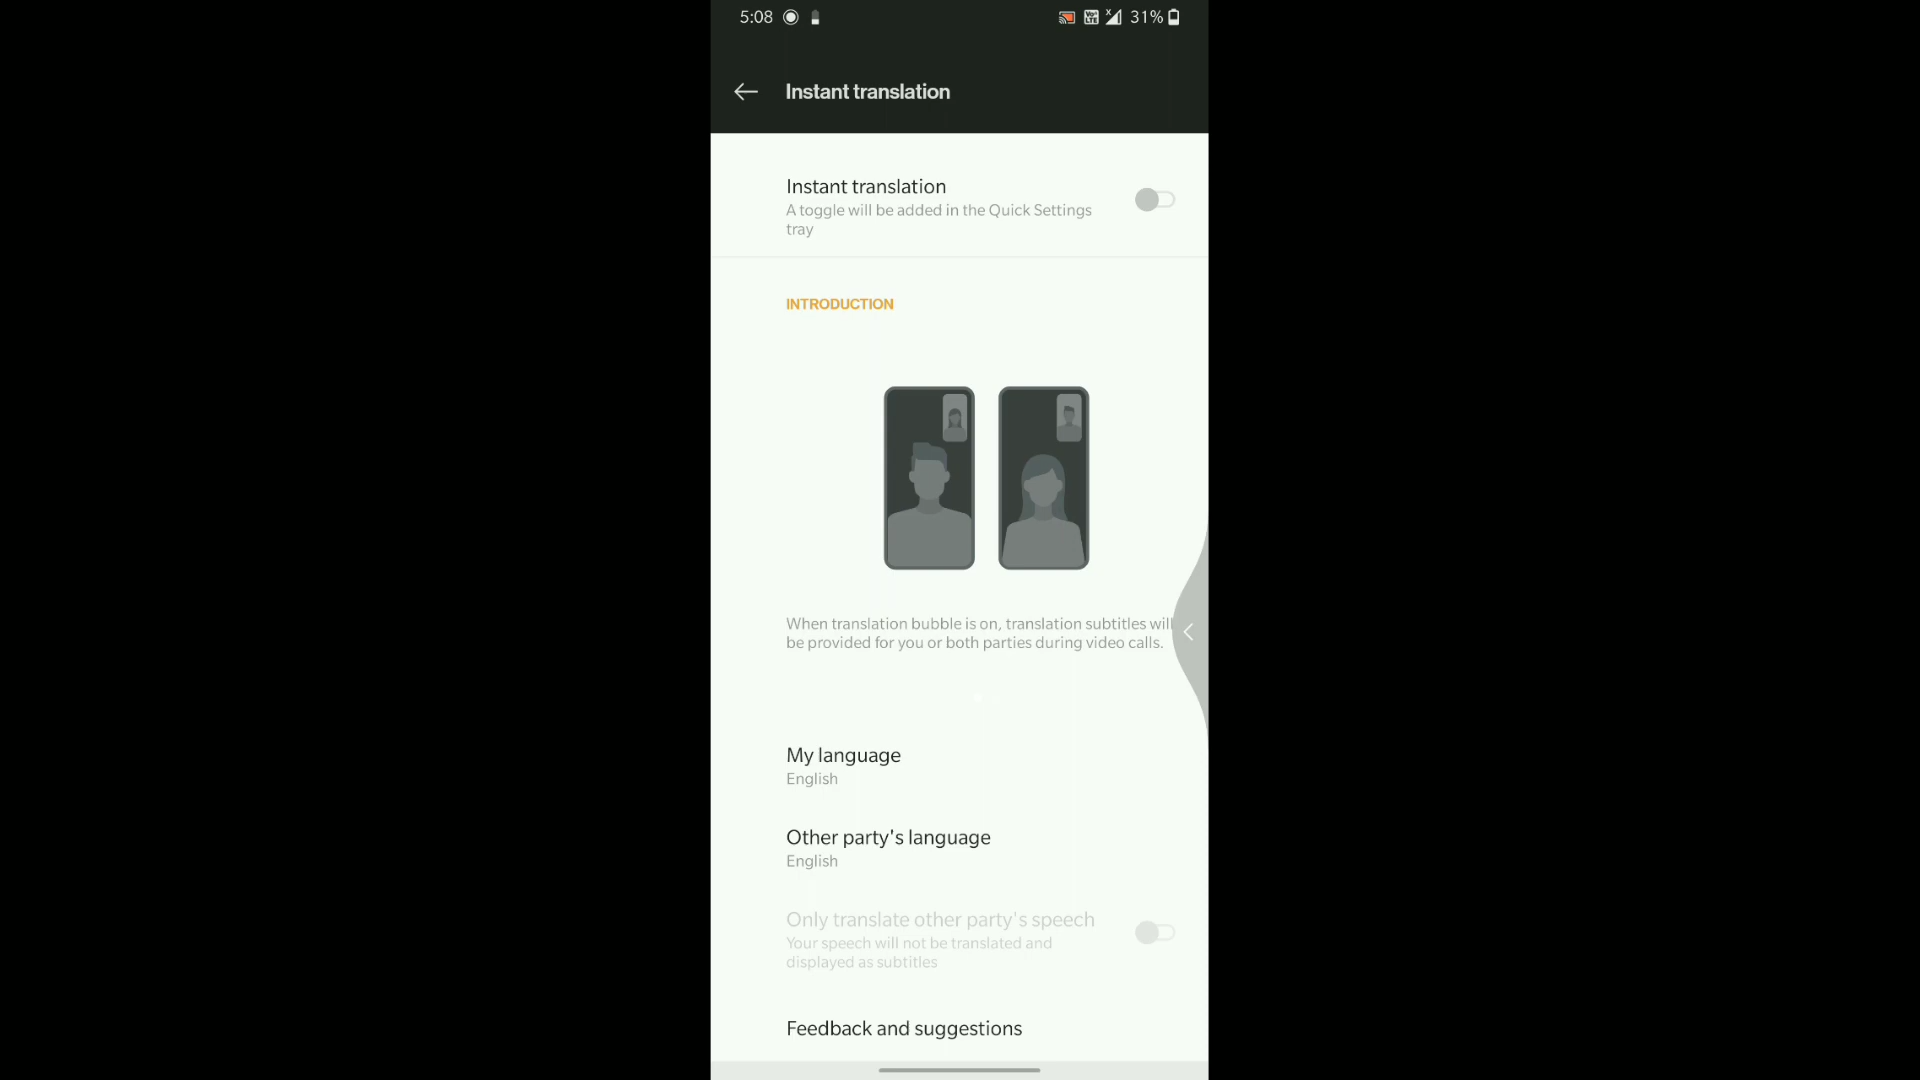 5:08 31%
Instant translation
Instant translation
A toggle will be added in the Quick Settings
tray
INTRODUCTION
When translation bubble is on, translation subtitles will
be provided for you or both parties during video calls.
My language
English
Other party's language
English
Only translate other party's speech
Your speech will not be translated and
displayed as subtitles
Feedback and suggestions